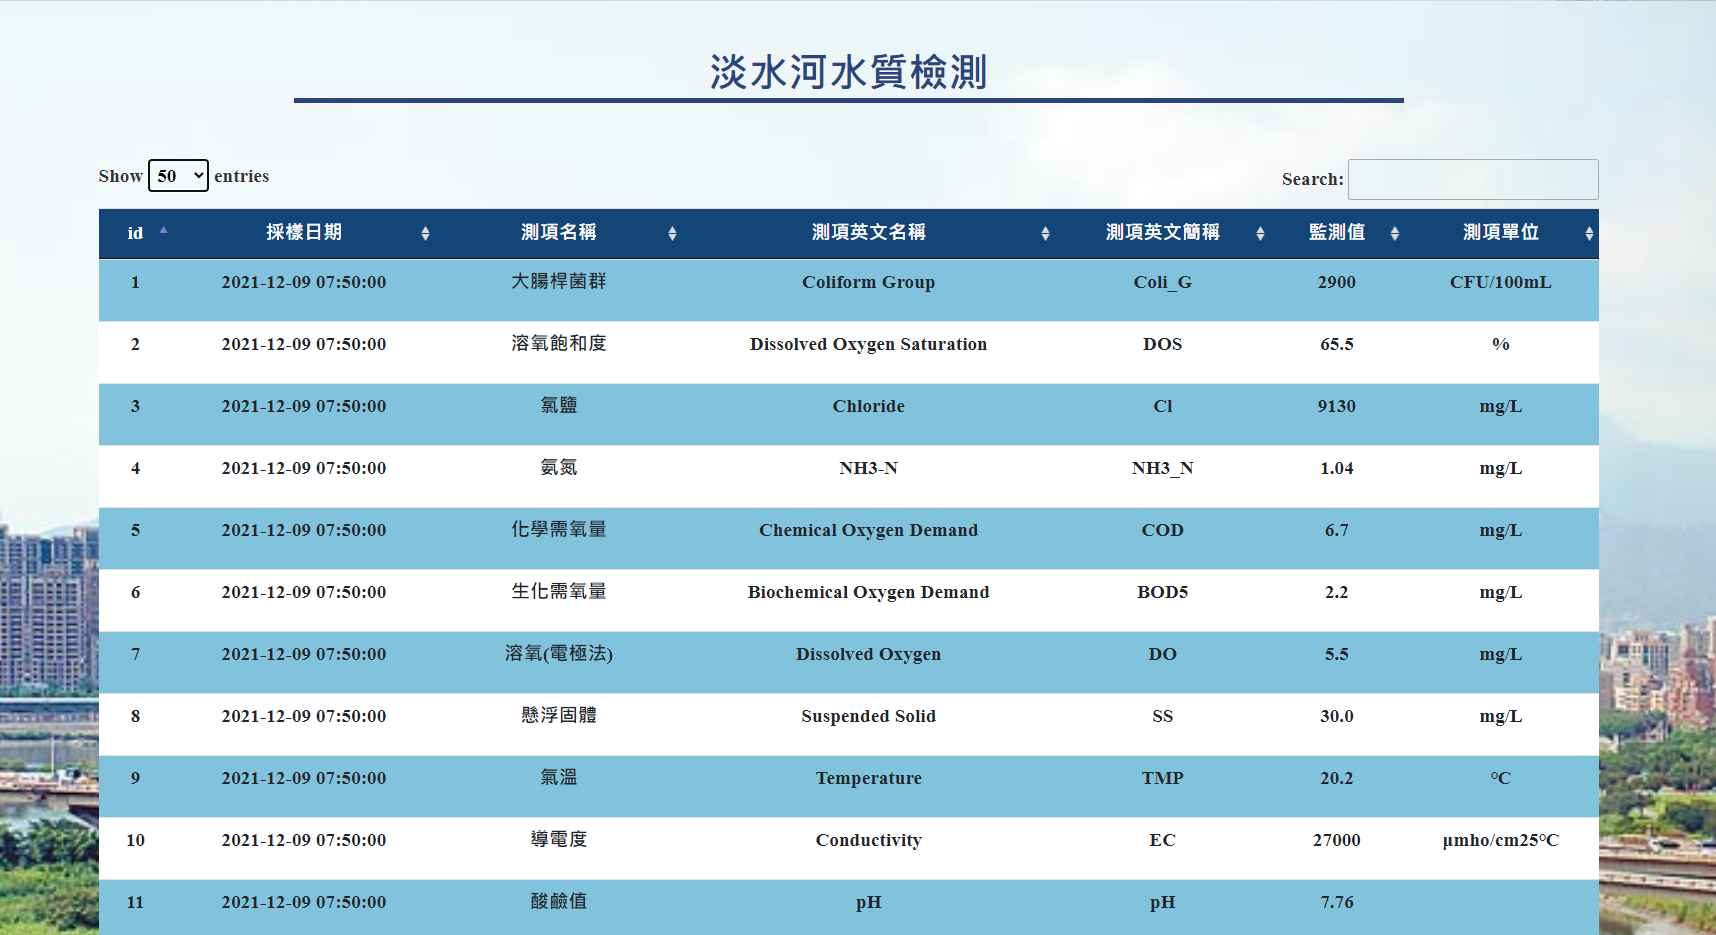 淡水河水質檢測
Show 50 entries
Search:
id 採樣日期 測項名稱 測項英文名稱 測項英文簡稱 監測值 測項單位
1 2021-12-09 07:50:00 大腸桿菌群 Coliform Group Coli_G 2900 CFU/100mL
2 2021-12-09 07:50:00 溶氧飽和度 Dissolved Oxygen Saturation DOS 65.5 %
3 2021-12-09 07:50:00 氯鹽 Chloride Cl 9130 mg/L
4 2021-12-09 07:50:00 氨氮 NH3-N NH3_N 1.04 mg/L
5 2021-12-09 07:50:00 化學需氧量 Chemical Oxygen Demand COD 6.7 mg/L
6 2021-12-09 07:50:00 生化需氧量 Biochemical Oxygen Demand BOD5 2.2 mg/L
7 2021-12-09 07:50:00 溶氧(電極法) Dissolved Oxygen DO 5.5 mg/L
8 2021-12-09 07:50:00 懸浮固體 Suspended Solid SS 30.0 mg/L
9 2021-12-09 07:50:00 氣溫 Temperature TMP 20.2 ℃
10 2021-12-09 07:50:00 導電度 Conductivity EC 27000 μmho/cm25℃
11 2021-12-09 07:50:00 酸鹼值 pH pH 7.76